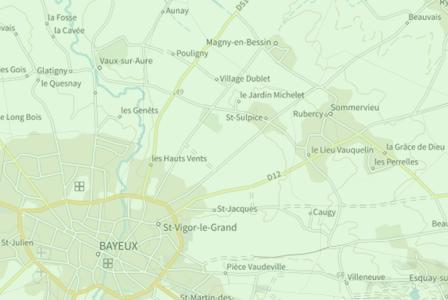 la Fosse
Aunay
D5
Beauvais
la Cavée
Magny-en-Bessin
Pouligny
Vaux-sur-Aure
les Gois
Glatigny
le Quesnay
Village Dublet
49
le Jardin Michelet
Sommervieu
les Genêts
Rubercy
le Long Bois
St-Sulpice
la Grâce de Dieu
le Lieu Vauquelin
les Hauts Vents
les Perrelles
D12
St-Jacques
Caugy
St-Vigor-le-Grand
St-Julien
BAYEUX
Pièce Vaudeville
Villeneuve
Esquay-su
St-Martin-des-